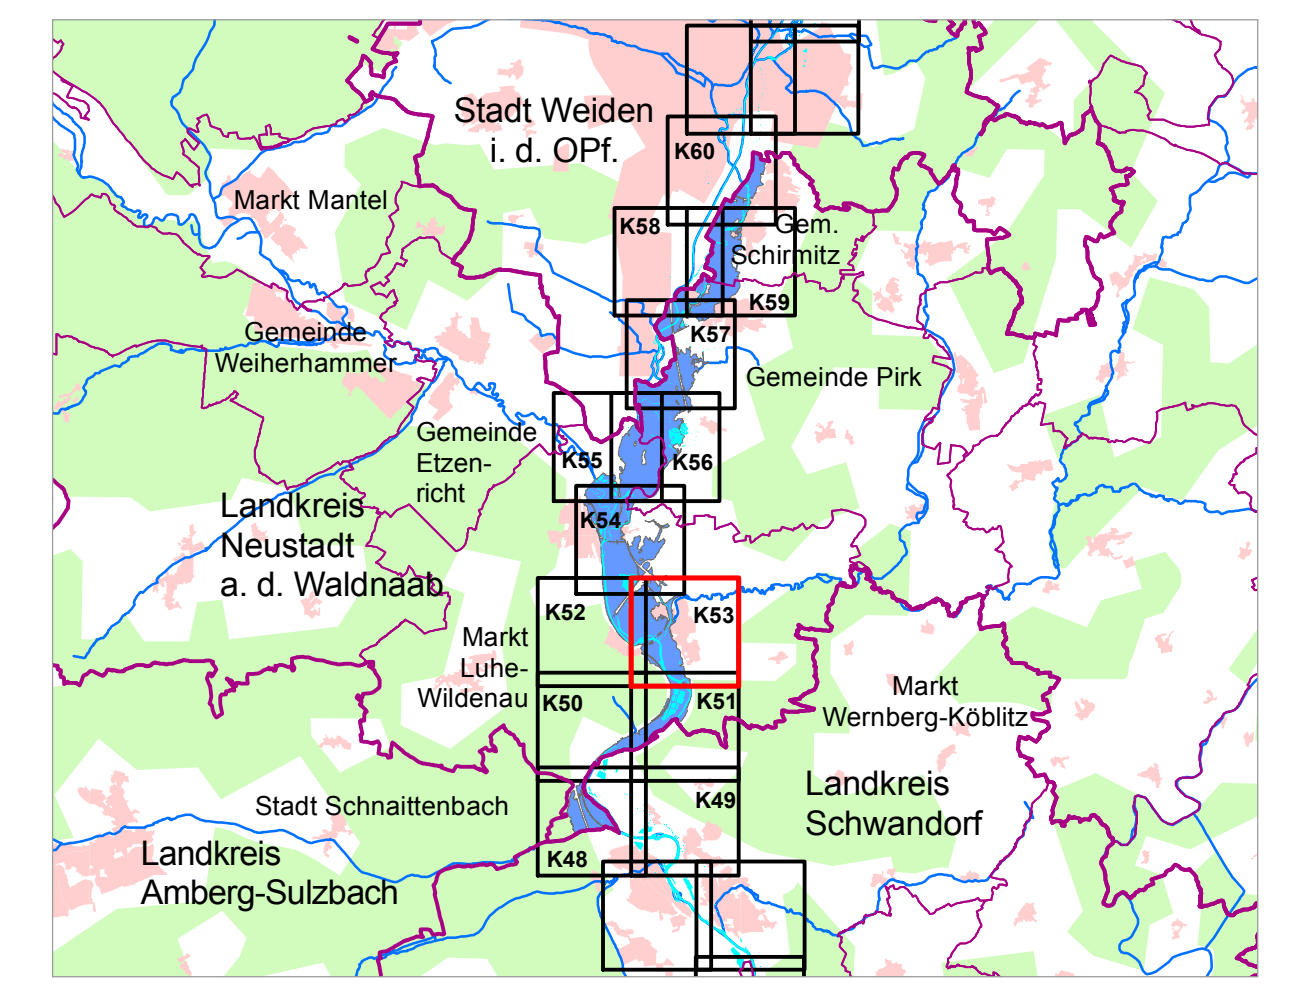 Stadt Weiden
i. d. OPf.
K60
Markt Mantel
K58
Gem.
Schirmitz
K59
K57
Gemeinde
Weiherhammer
Gemeinde Pirk
Gemeinde
Etzen-
richt
K55
K56
Landkreis
Neustadt
a. d. Waldnaab
K54
K52
K53
Markt
Luhe-
Wildenau
K50
K51
Markt
Wernberg-Köblitz
Landkreis
Schwandorf
Stadt Schnaittenbach
K49
K48
Landkreis
Amberg-Sulzbach